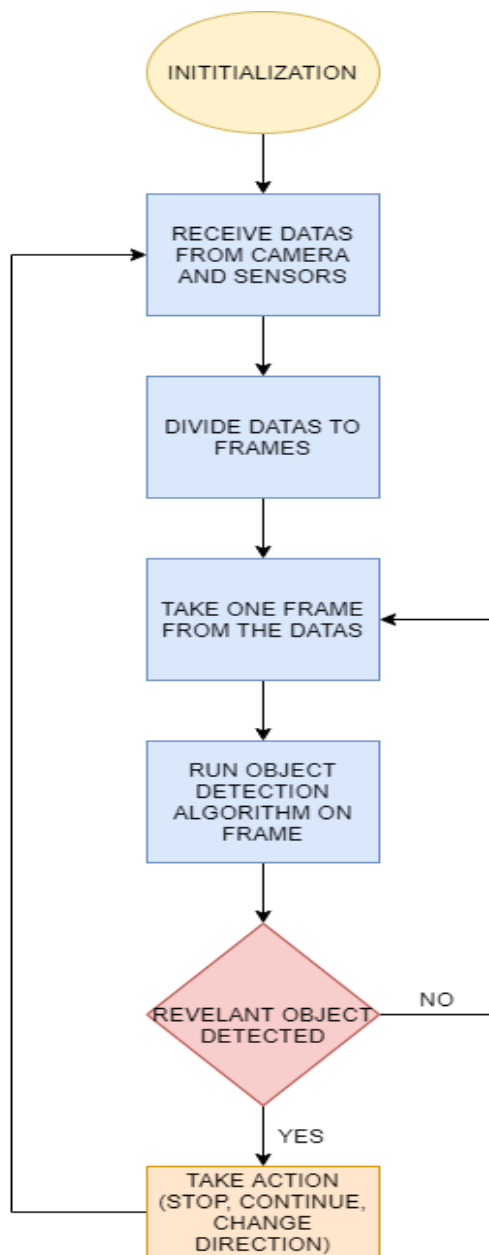 INITITIALIZATION
RECEIVE DATAS
FROM CAMERA
AND SENSORS
DIVIDE DATAS TO
FRAMES
TAKE ONE FRAME
FROM THE DATAS
RUN OBJECT
DETECTION
ALGORITHM ON
FRAME
REVELANT OBJECT
DETECTED
NO
YES
TAKE ACTION
(STOP, CONTINUE,
CHANGE
DIRECTION)